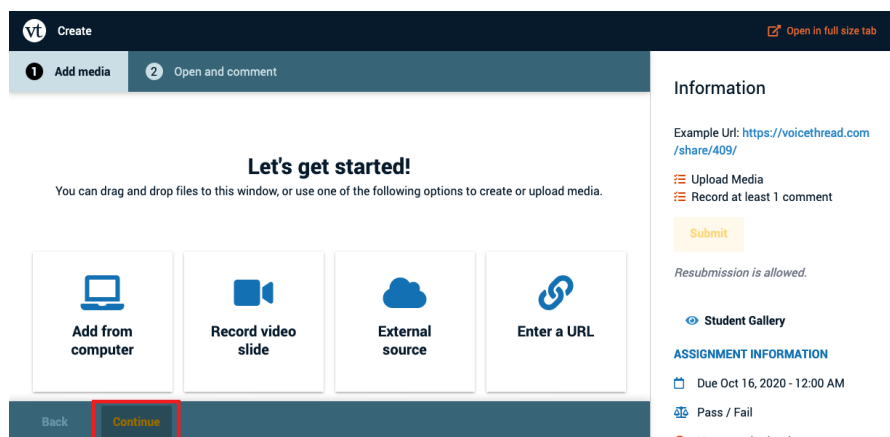 vt Create
Open in full size tab
1 Add media
2 Open and comment
Let's get started!
You can drag and drop files to this window, or use one of the following options to create or upload media.
Add from
computer
Record video
slide
External
source
Enter a URL
Back
Continue
Information
Example Url: https://voicethread.com
/share/409/
Upload Media
Record at least 1 comment
Submit
Resubmission is allowed.
Student Gallery
ASSIGNMENT INFORMATION
Due Oct 16, 2020 - 12:00 AM
Pass / Fail